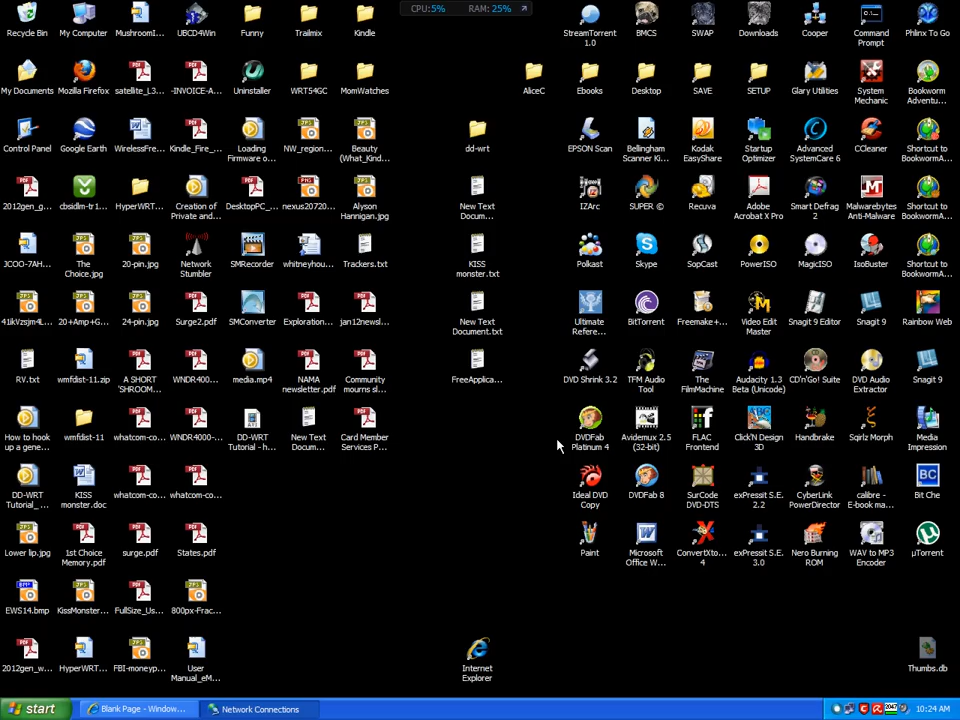 CPU:5% RAM: 25%
Recycle Bin
My Computer
MushroomI...
UBCD4Win
Funny
Trailmix
Kindle
StreamTorrent 1.0
BMCS
SWAP
Downloads
Cooper
Command Prompt
Phlinx To Go
My Documents
Mozilla Firefox
satellite_L3...
-INVOICE-A...
Uninstaller
WRT54GC
MomWatches
AliceC
Ebooks
Desktop
SAVE
SETUP
Glary Utilities
System Mechanic
Bookworm Adventu...
Control Panel
Google Earth
WirelessFre...
Kindle_Fire_...
Loading Firmware o...
NW_region...
Beauty (What_Kind...
dd-wrt
EPSON Scan
Bellingham Scanner Ki...
Kodak EasyShare
Startup Optimizer
Advanced SystemCare 6
CCleaner
Shortcut to BookwormA...
2012gen_g...
cbsidlm-tr1...
HyperWRT...
Creation of Private and...
DesktopPC_...
nexus20720...
Alyson Hannigan.jpg
New Text Docum...
IZArc
SUPER ©
Recuva
Adobe Acrobat X Pro
Smart Defrag 2
Malwarebytes Anti-Malware
Shortcut to BookwormA...
JCOO-7AH...
The Choice.jpg
20-pin.jpg
Network Stumbler
SMRecorder
whitneyhou...
Trackers.txt
KISS monster.txt
Polkast
Skype
SopCast
PowerISO
MagicISO
IsoBuster
Shortcut to BookwormA...
41ikVzsjm4L...
20+Amp+G...
24-pin.jpg
Surge2.pdf
SMConverter
Exploration...
jan12newsl...
New Text Document.txt
Ultimate Refere...
BitTorrent
Freemake+...
Video Edit Master
Snagit 9 Editor
Snagit 9
Rainbow Web
RV.txt
wmfdist-11.zip
A SHORT 'SHROOM...
WNDR400...
media.mp4
NAMA newsletter.pdf
Community mourns sl...
FreeApplica...
DVD Shrink 3.2
TFM Audio Tool
The FilmMachine
Audacity 1.3 Beta (Unicode)
CD'n'Go! Suite
DVD Audio Extractor
Snagit 9
How to hook up a gene...
wmfdist-11
whatcom-co...
WNDR4000-...
DD-WRT Tutorial - h...
New Text Docum...
Card Member Services P...
DVDFab Platinum 4
Avidemux 2.5 (32-bit)
FLAC Frontend
Click'N Design 3D
Handbrake
Sqirlz Morph
Media Impression
DD-WRT Tutorial_...
KISS monster.doc
whatcom-co...
whatcom-co...
Ideal DVD Copy
DVDFab 8
SurCode DVD-DTS
exPressit S.E. 2.2
CyberLink PowerDirector
calibre - E-book ma...
Bit Che
Lower lip.jpg
1st Choice Memory.pdf
surge.pdf
States.pdf
Paint
Microsoft Office W...
ConvertXto... 4
exPressit S.E. 3.0
Nero Burning ROM
WAV to MP3 Encoder
µTorrent
EWS14.bmp
KissMonster...
FullSize_Us...
800px-Frac...
2012gen_w...
HyperWRT...
FBI-moneyp...
User Manual_eM...
Internet Explorer
Thumbs.db
start
Blank Page - Window...
Network Connections
10:24 AM